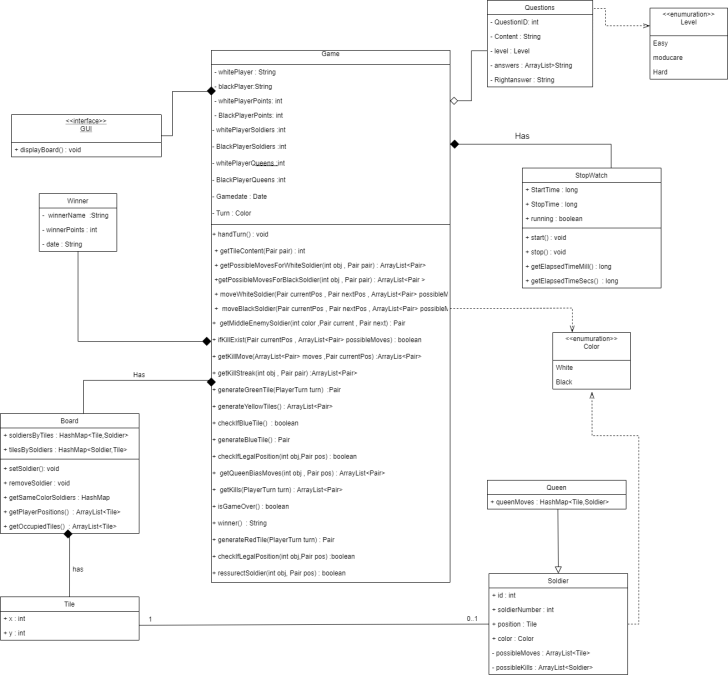 Questions
- QuestionID: int
- Content : String
- level : Level
- answers : ArrayList<String
- Rightanswer : String
<<enumuration>>
Level
Easy
moducare
Hard
Game
- whitePlayer : String
- blackPlayer:String
- whitePlayerPoints: int
- BlackPlayerPoints: int
- whitePlayerSoldiers :int
- BlackPlayerSoldiers :int
- whitePlayerQueens :int
- BlackPlayerQueens :int
- Gamedate : Date
- Turn : Color
+ handTurn() : void
+ getTileContent(Pair pair) : int
+ getPossibleMovesForWhiteSoldier(int obj , Pair pair) : ArrayList<Pair>
+getPossibleMovesForBlackSoldier(int obj , Pair pair) : ArrayList<Pair >
+ moveWhiteSoldier(Pair currentPos , Pair nextPos , ArrayList<Pair> possibleM
+ moveBlackSoldier(Pair currentPos , Pair nextPos , ArrayList<Pair> possibleM
+ getMiddleEnemySoldier(int color ,Pair current , Pair next) : Pair
+ ifKillExist(Pair currentPos , ArrayList<Pair> possibleMoves) : boolean
+ getKillMove(ArrayList<Pair> moves ,Pair currentPos) :ArrayList<Pair
+ getKillStreak(int obj , Pair pair) :ArrayList<Pair>
+ generateGreenTile(PlayerTurn turn) :Pair
+ generateYellowTiles() : ArrayList<Pair>
+ checkIfBlueTile() : boolean
+ generateBlueTile() : Pair
+ checkIfLegalPosition(int obj,Pair pos) : boolean
+ getQueenBiasMoves(int obj , Pair pos) : ArrayList<Pair>
+ getKills(PlayerTurn turn) : ArrayList<Pair>
+ isGameOver() : boolean
+ winner() : String
+ generateRedTile(PlayerTurn turn) : Pair
+ checkIfLegalPosition(int obj,Pair pos) :boolean
+ ressurectSoldier(int obj, Pair pos) : boolean
<<interface>>
GUI
+ displayBoard() : void
Winner
- winnerName :String
- winnerPoints : int
- date : String
Has
StopWatch
+ StartTime : long
+ StopTime : long
+ running : boolean
+ start() : void
+ stop() : void
+ getElapsedTimeMill() : long
+ getElapsedTimeSecs() : long
<<enumuration>>
Color
White
Black
Has
Board
+ soldiersByTiles : HashMap<Tile,Soldier>
+ tilesBySoldiers : HashMap<Soldier,Tile>
+ setSoldier(): void
+ removeSoldier : void
+ getSameColorSoldiers : HashMap
+ getPlayerPositions() : ArrayList<Tile>
+ getOccupiedTiles() : ArrayList<Tile>
has
Tile
+ x : int
+ y : int
1
0..1
Queen
+ queenMoves : HashMap<Tile,Soldier>
Soldier
+ id : int
+ soldierNumber : int
+ position : Tile
+ color : Color
- possibleMoves : ArrayList<Tile>
- possibleKills : ArrayList<Soldier>